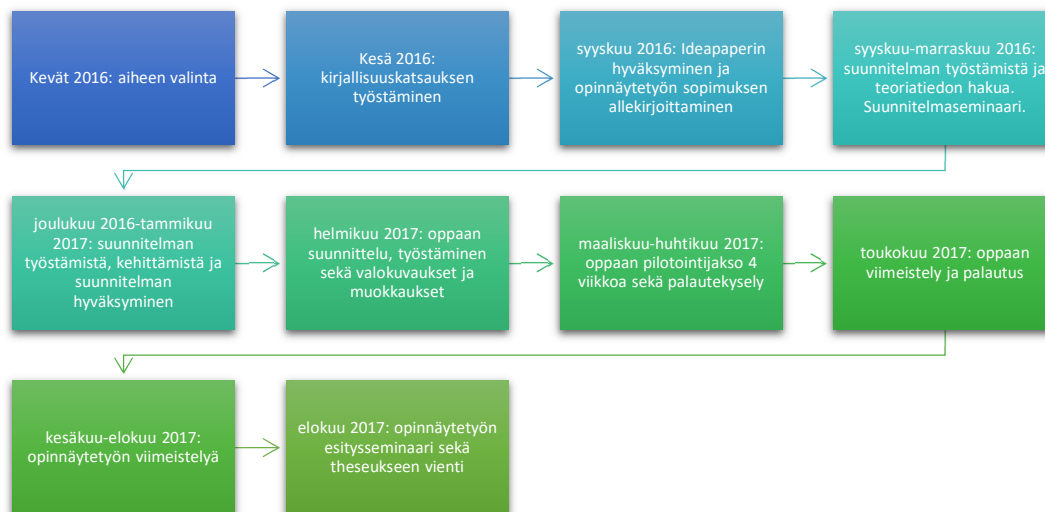 Kevät 2016: aiheen valinta
Kesä 2016:
kirjallisuuskatsauksen
työstäminen
syyskuu 2016: Ideapaperin
hyväksyminen ja
opinnäytetyön sopimuksen
allekirjoittaminen
syyskuu-marraskuu 2016:
suunnitelman työstämistä ja
teoriatiedon hakua.
Suunnitelmaseminaari.
joulukuu 2016-tammikuu
2017: suunnitelman
työstämistä, kehittämistä ja
suunnitelman
hyväksyminen
helmikuu 2017: oppaan
suunnittelu, työstäminen
sekä valokuvaukset ja
muokkaukset
maaliskuu-huhtikuu 2017:
oppaan pilotointijakso 4
viikkoa sekä palautekysely
toukokuu 2017: oppaan
viimeistely ja palautus
kesäkuu-elokuu 2017:
opinnäytetyön viimeistelyä
elokuu 2017: opinnäytetyön
esitysseminaari sekä
theseukseen vienti